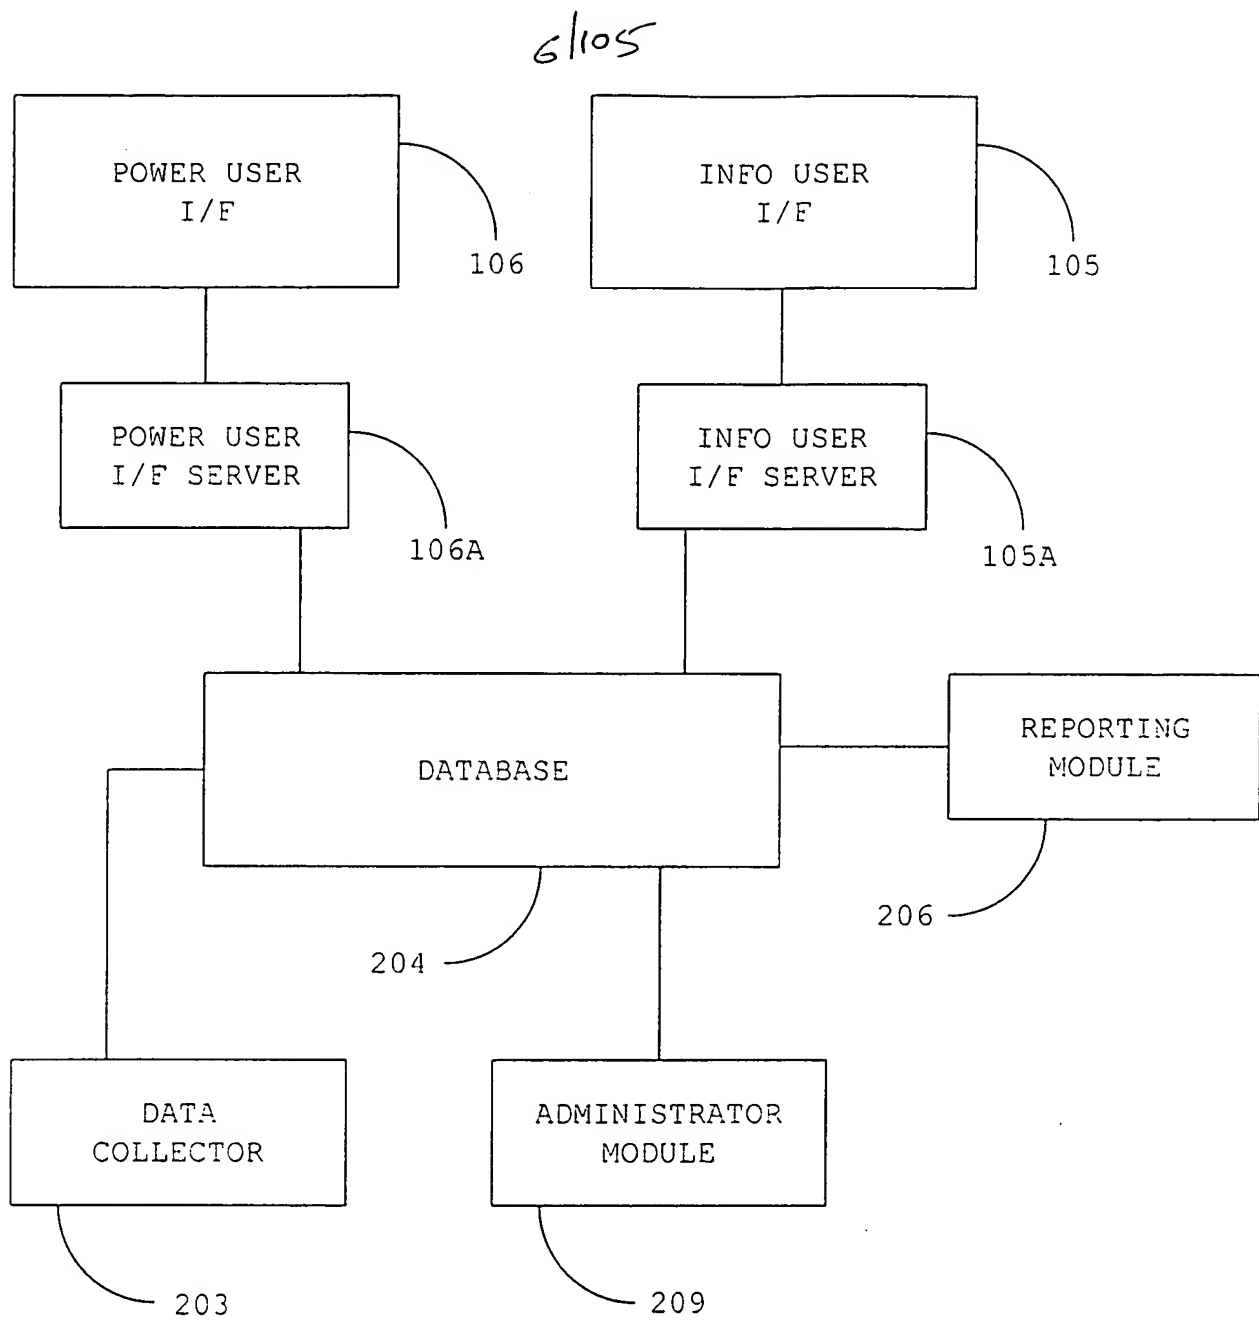 6/105
POWER USER
I/F
INFO USER
I/F
106
105
POWER USER
I/F SERVER
INFO USER
I/F SERVER
106A
105A
DATABASE
REPORTING
MODULE
206
204
DATA
COLLECTOR
ADMINISTRATOR
MODULE
203
209